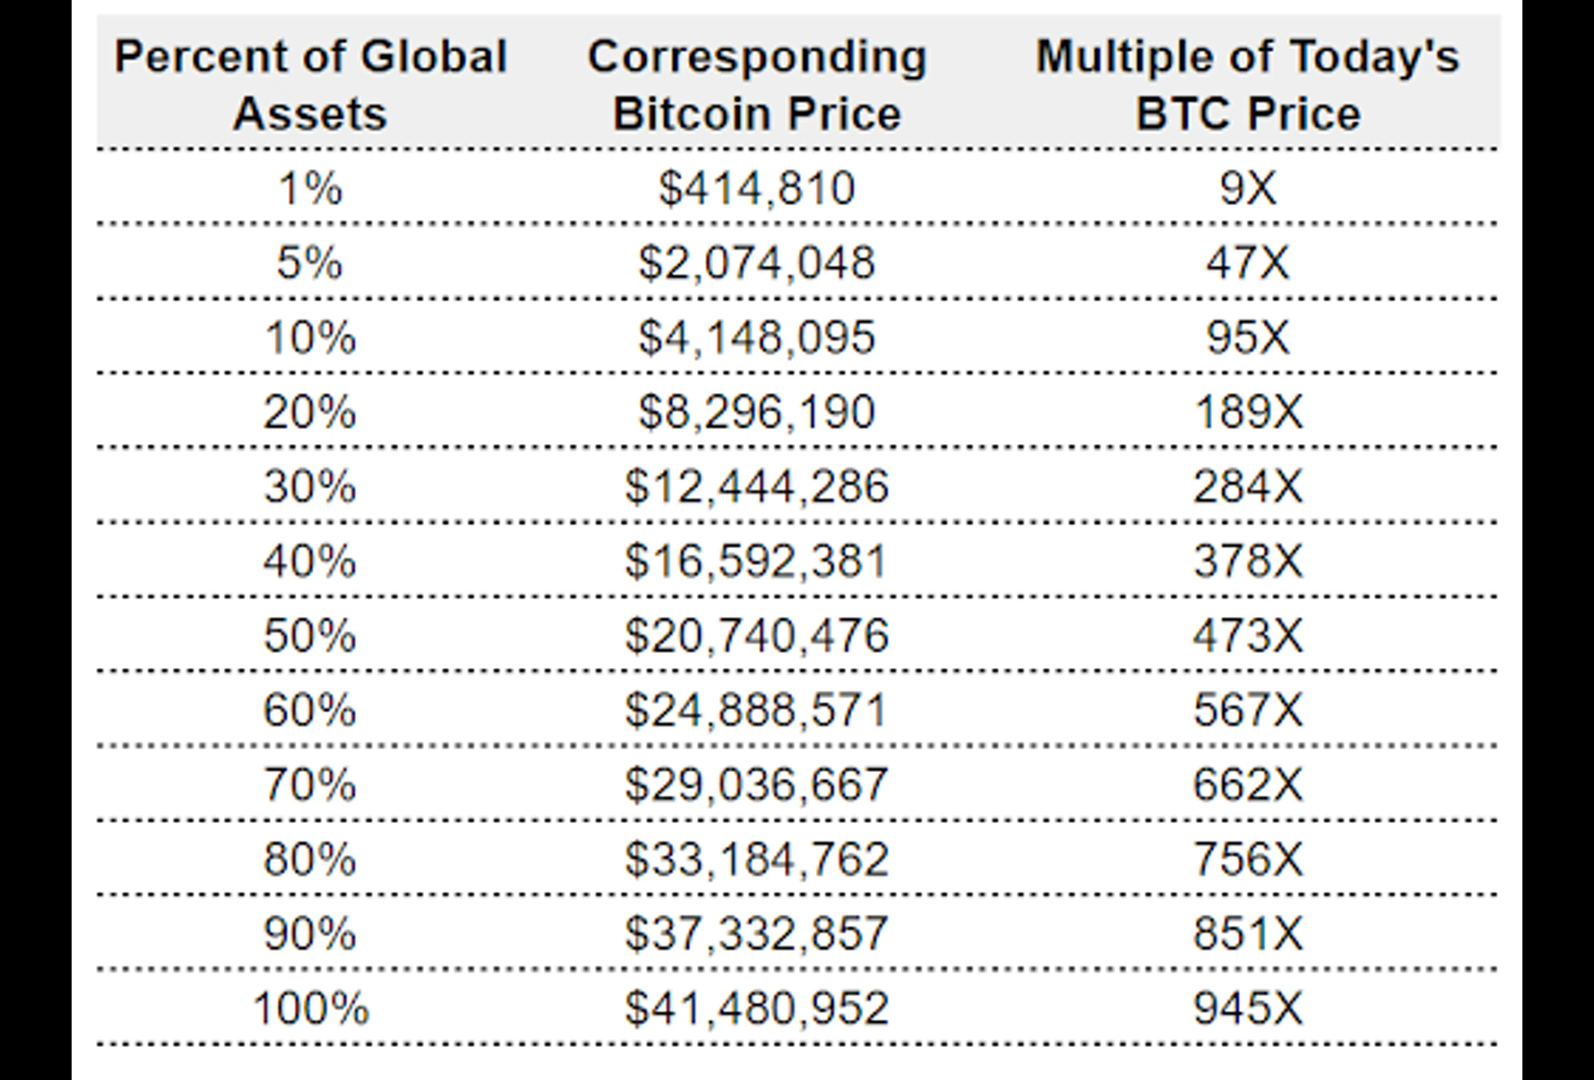 Percent of Global Corresponding Multiple of Today's
Assets Bitcoin Price BTC Price
1% $414,810 9X
5% $2,074,048 47X
10% $4,148,095 95X
20% $8,296,190 189X
30% $12,444,286 284X
40% $16,592,381 378X
50% $20,740,476 473X
60% $24,888,571 567X
70% $29,036,667 662X
80% $33,184,762 756X
90% $37,332,857 851X
100% $41,480,952 945X